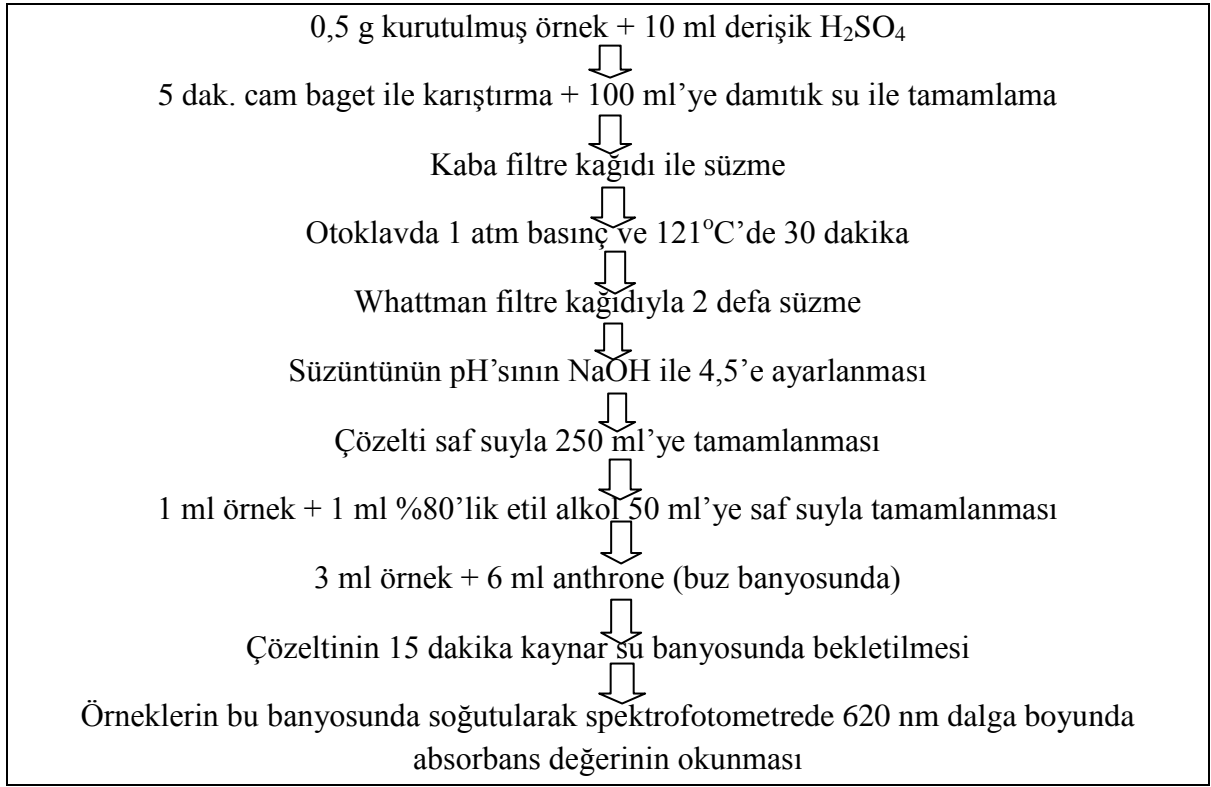 0,5 g kurutulmuş örnek + 10 ml derişik H₂SO₄
5 dak. cam baget ile karıştırma + 100 ml’ye damıtık su ile tamamlama
Kaba filtre kağıdı ile süzme
Otoklavda 1 atm basınç ve 121°C’de 30 dakika
Whattman filtre kağıdıyla 2 defa süzme
Süzüntünün pH’sının NaOH ile 4,5’e ayarlanması
Çözelti saf suyla 250 ml’ye tamamlanması
1 ml örnek + 1 ml %80’lik etil alkol 50 ml’ye saf suyla tamamlanması
3 ml örnek + 6 ml anthrone (buz banyosunda)
Çözeltinin 15 dakika kaynar su banyosunda bekletilmesi
Örneklerin bu banyosunda soğutularak spektrofotometrede 620 nm dalga boyunda
absorbans değerinin okunması